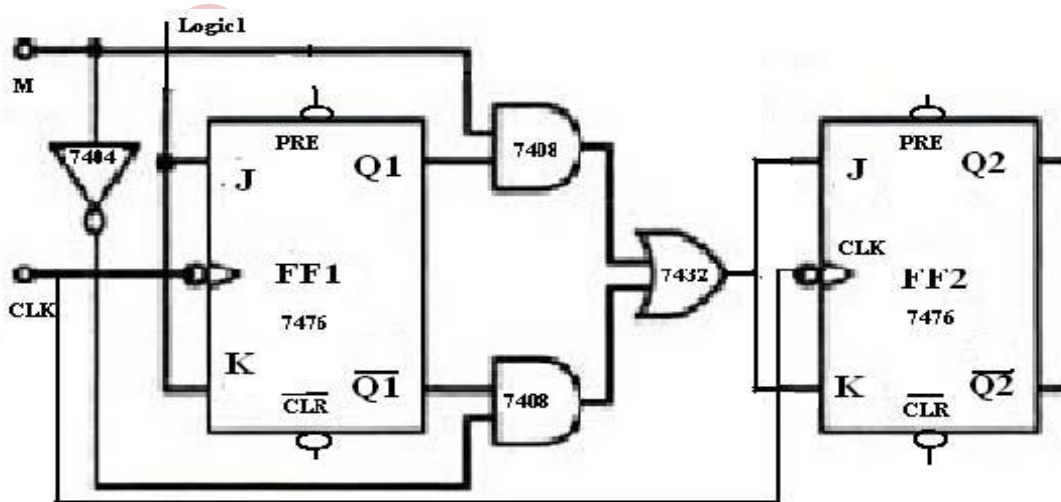 Logic1
M
7404
PRE
J
Q1
7408
CLK
FF1
7476
K
Q1
CLR
7408
7432
PRE
J
Q2
CLK
FF2
7476
K
Q2
CLR